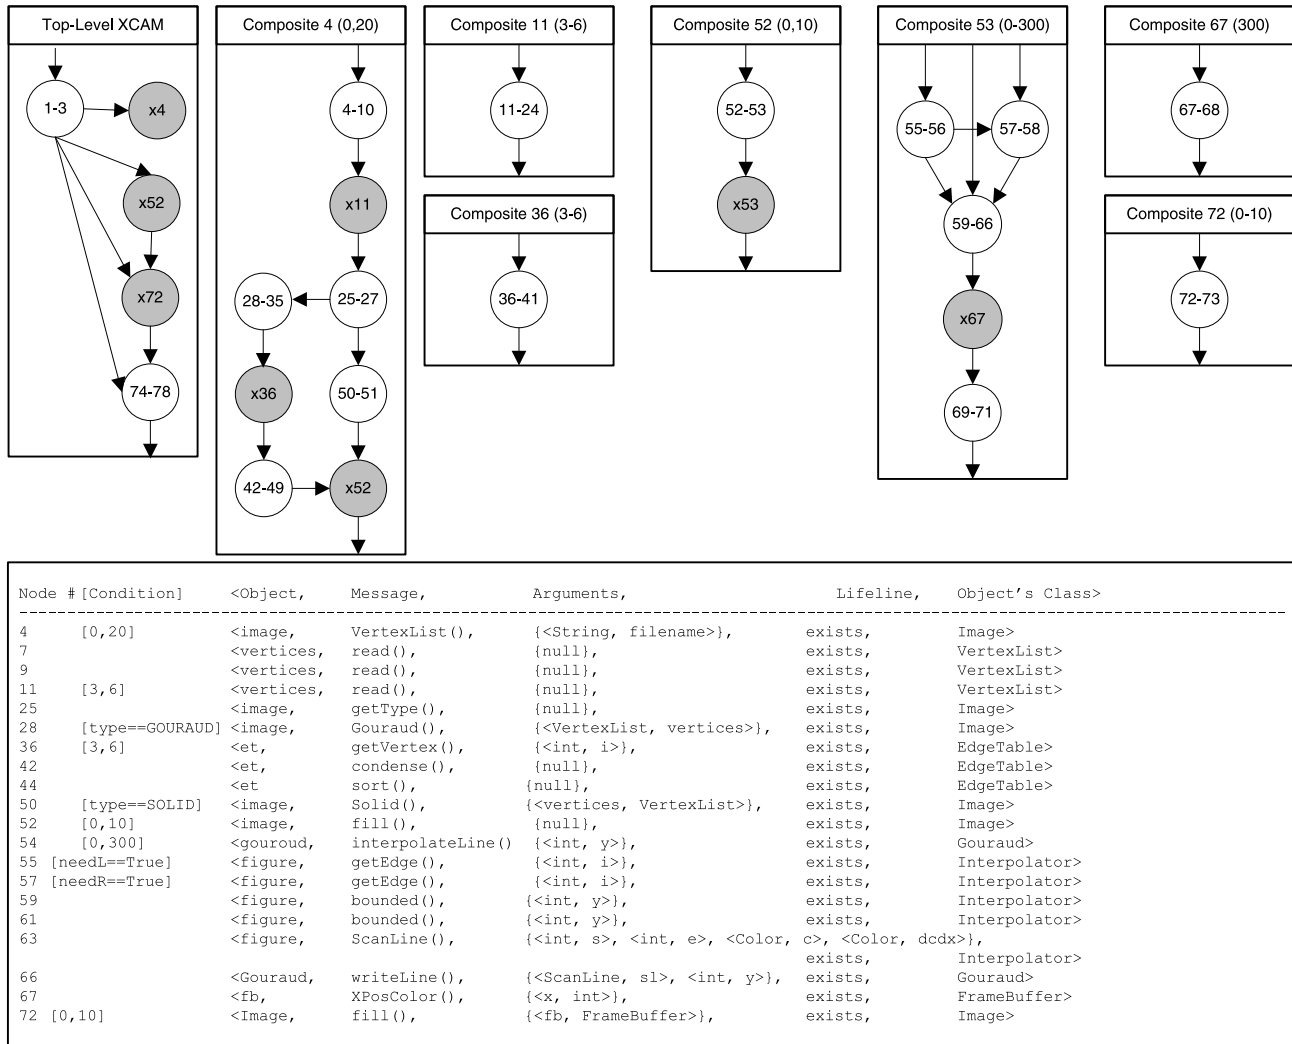 Top-Level XCAM
1-3
x4
x52
x72
74-78
Composite 4 (0,20)
4-10
x11
28-35
25-27
x36
50-51
42-49
x52
Composite 11 (3-6)
11-24
Composite 36 (3-6)
36-41
Composite 52 (0,10)
52-53
x53
Composite 53 (0-300)
55-56
57-58
59-66
x67
69-71
Composite 67 (300)
67-68
Composite 72 (0-10)
72-73
Node # [Condition] <Object, Message, Arguments, Lifeline, Object's Class>
4 [0,20] <image, VertexList(), {<String, filename>}, exists, Image>
7 <vertices, read(), {null}, exists, VertexList>
9 <vertices, read(), {null}, exists, VertexList>
11 [3,6] <vertices, read(), {null}, exists, VertexList>
25 <image, getType(), {null}, exists, Image>
28 [type==GOURAUD] <image, Gouraud(), {<VertexList, vertices>}, exists, Image>
36 [3,6] <et, getVertex(), {<int, i>}, exists, EdgeTable>
42 <et, condense(), {null}, exists, EdgeTable>
44 <et sort(), {null}, exists, EdgeTable>
50 [type==SOLID] <image, Solid(), {<vertices, VertexList>}, exists, Image>
52 [0,10] <image, fill(), {null}, exists, Image>
54 [0,300] <gouroud, interpolateLine() {<int, y>}, exists, Gouraud>
55 [needL==True] <figure, getEdge(), {<int, i>}, exists, Interpolator>
57 [needR==True] <figure, getEdge(), {<int, i>}, exists, Interpolator>
59 <figure, bounded(), {<int, y>}, exists, Interpolator>
61 <figure, bounded(), {<int, y>}, exists, Interpolator>
63 <figure, ScanLine(), {<int, s>, <int, e>, <Color, c>, <Color, dcdx>},
exists, Interpolator>
66 <Gouraud, writeLine(), {<ScanLine, sl>, <int, y>}, exists, Gouraud>
67 <fb, XPosColor(), {<x, int>}, exists, FrameBuffer>
72 [0,10] <Image, fill(), {<fb, FrameBuffer>}, exists, Image>